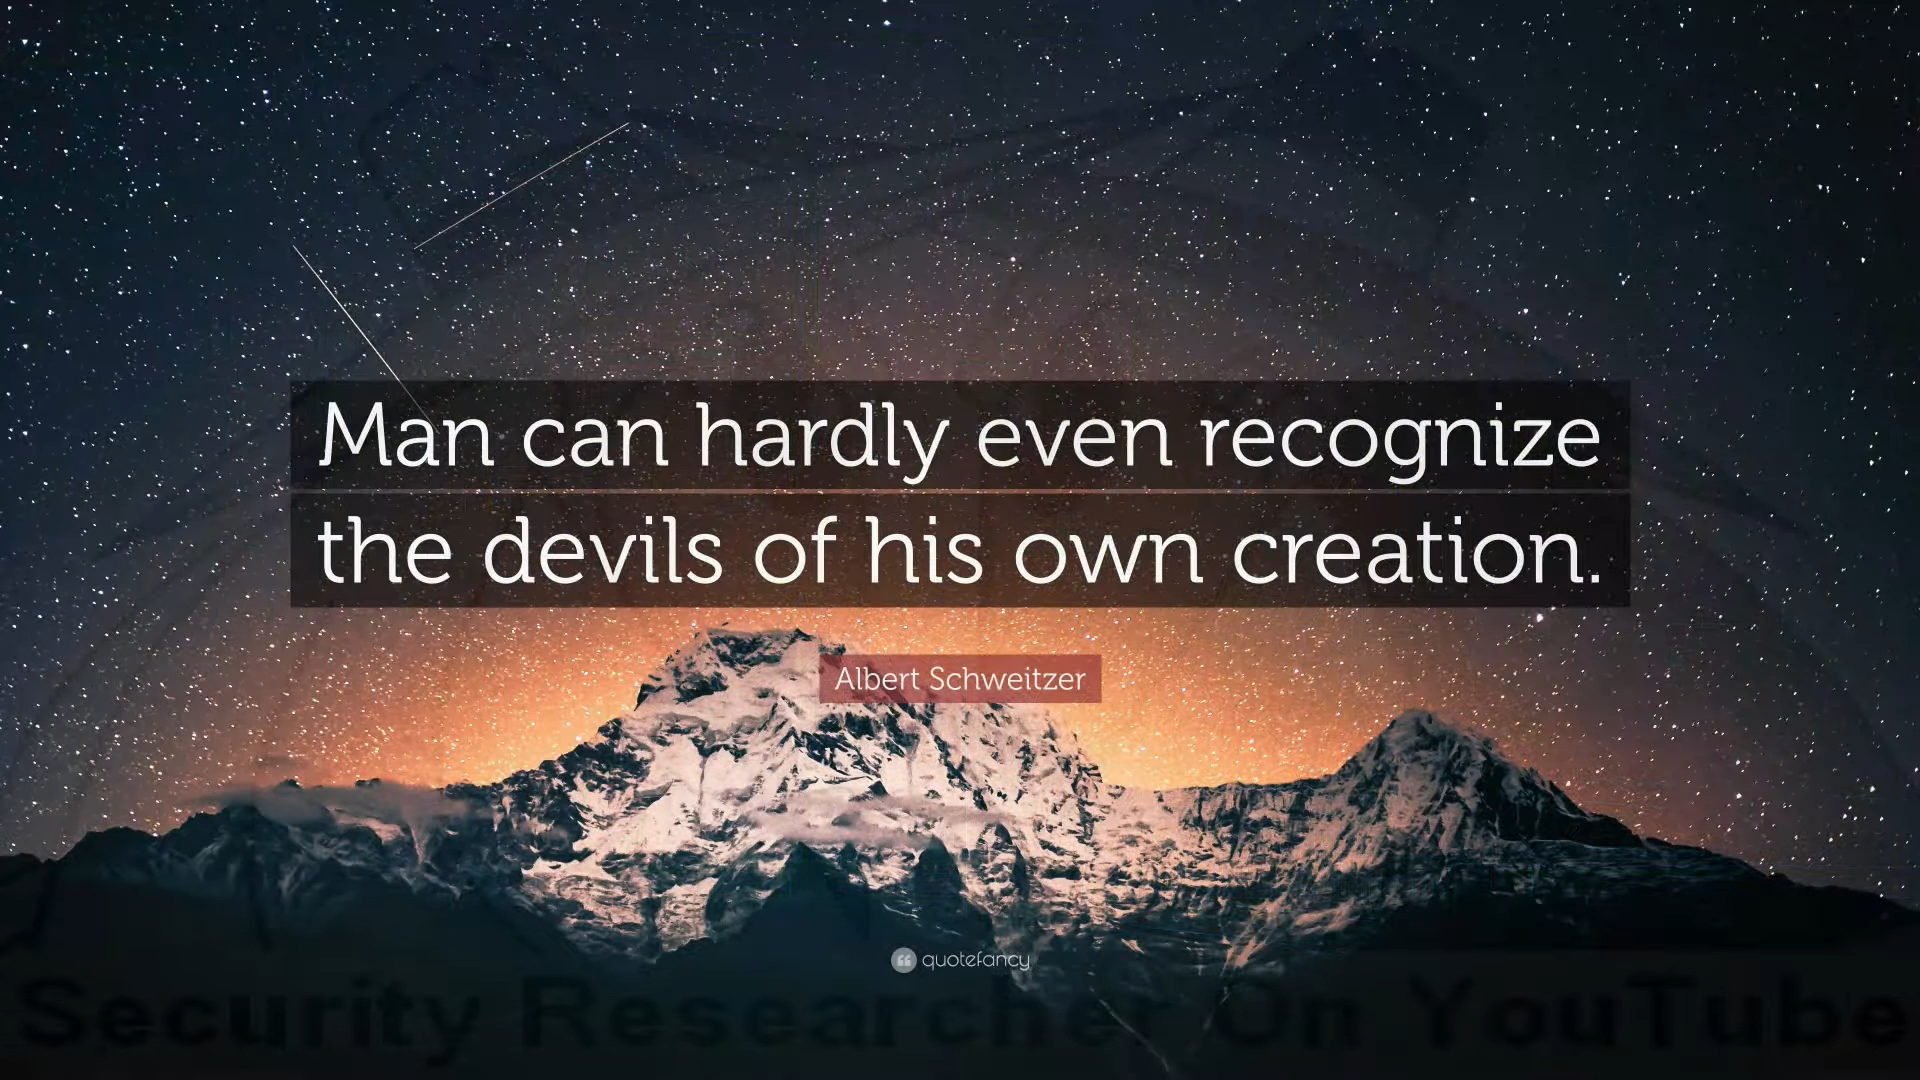 Man can hardly even recognize
the devils of his own creation.
Albert Schweitzer
quotefancy
Security Researcher On YouTube